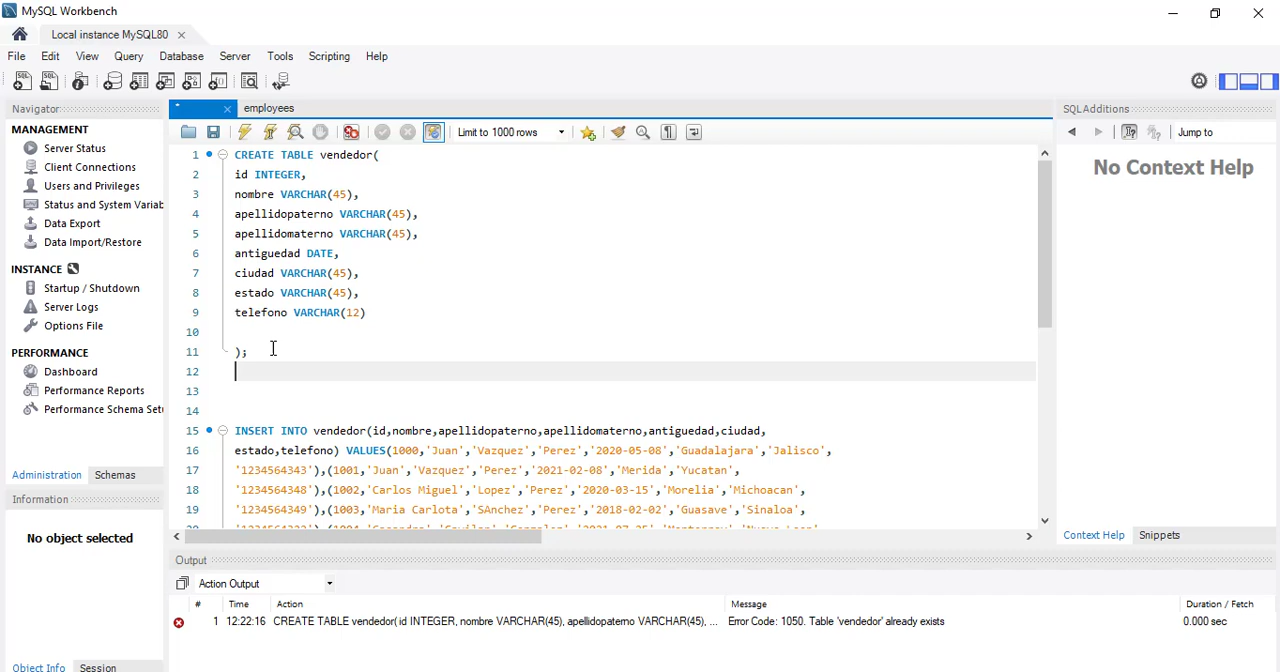 MySQL Workbench
Local instance MySQL80
File Edit View Query Database Server Tools Scripting Help
Navigator
MANAGEMENT
Server Status
Client Connections
Users and Privileges
Status and System Variab
Data Export
Data Import/Restore
INSTANCE
Startup / Shutdown
Server Logs
Options File
PERFORMANCE
Dashboard
Performance Reports
Performance Schema Setu
Administration Schemas
Information
No object selected
Object Info Session
employees
Limit to 1000 rows
1 CREATE TABLE vendedor(
2 id INTEGER,
3 nombre VARCHAR(45),
4 apellidopaterno VARCHAR(45),
5 apellidomaterno VARCHAR(45),
6 antiguedad DATE,
7 ciudad VARCHAR(45),
8 estado VARCHAR(45),
9 telefono VARCHAR(12)
10
11 );
12
13
14
15 INSERT INTO vendedor(id,nombre,apellidopaterno,apellidomaterno,antiguedad,ciudad,
16 estado,telefono) VALUES(1000,'Juan','Vazquez','Perez','2020-05-08','Guadalajara','Jalisco',
17 '1234564343'),(1001,'Juan','Vazquez','Perez','2021-02-08','Merida','Yucatan',
18 '1234564348'),(1002,'Carlos Miguel','Lopez','Perez','2020-03-15','Morelia','Michoacan',
19 '1234564349'),(1003,'Maria Carlota','SAnchez','Perez','2018-02-02','Guasave','Sinaloa',
SQL Additions
Jump to
No Context Help
Context Help Snippets
Output
Action Output
# Time Action Message Duration / Fetch
1 12:22:16 CREATE TABLE vendedor( id INTEGER, nombre VARCHAR(45), apellidopaterno VARCHAR(45), ... Error Code: 1050. Table 'vendedor' already exists 0.000 sec